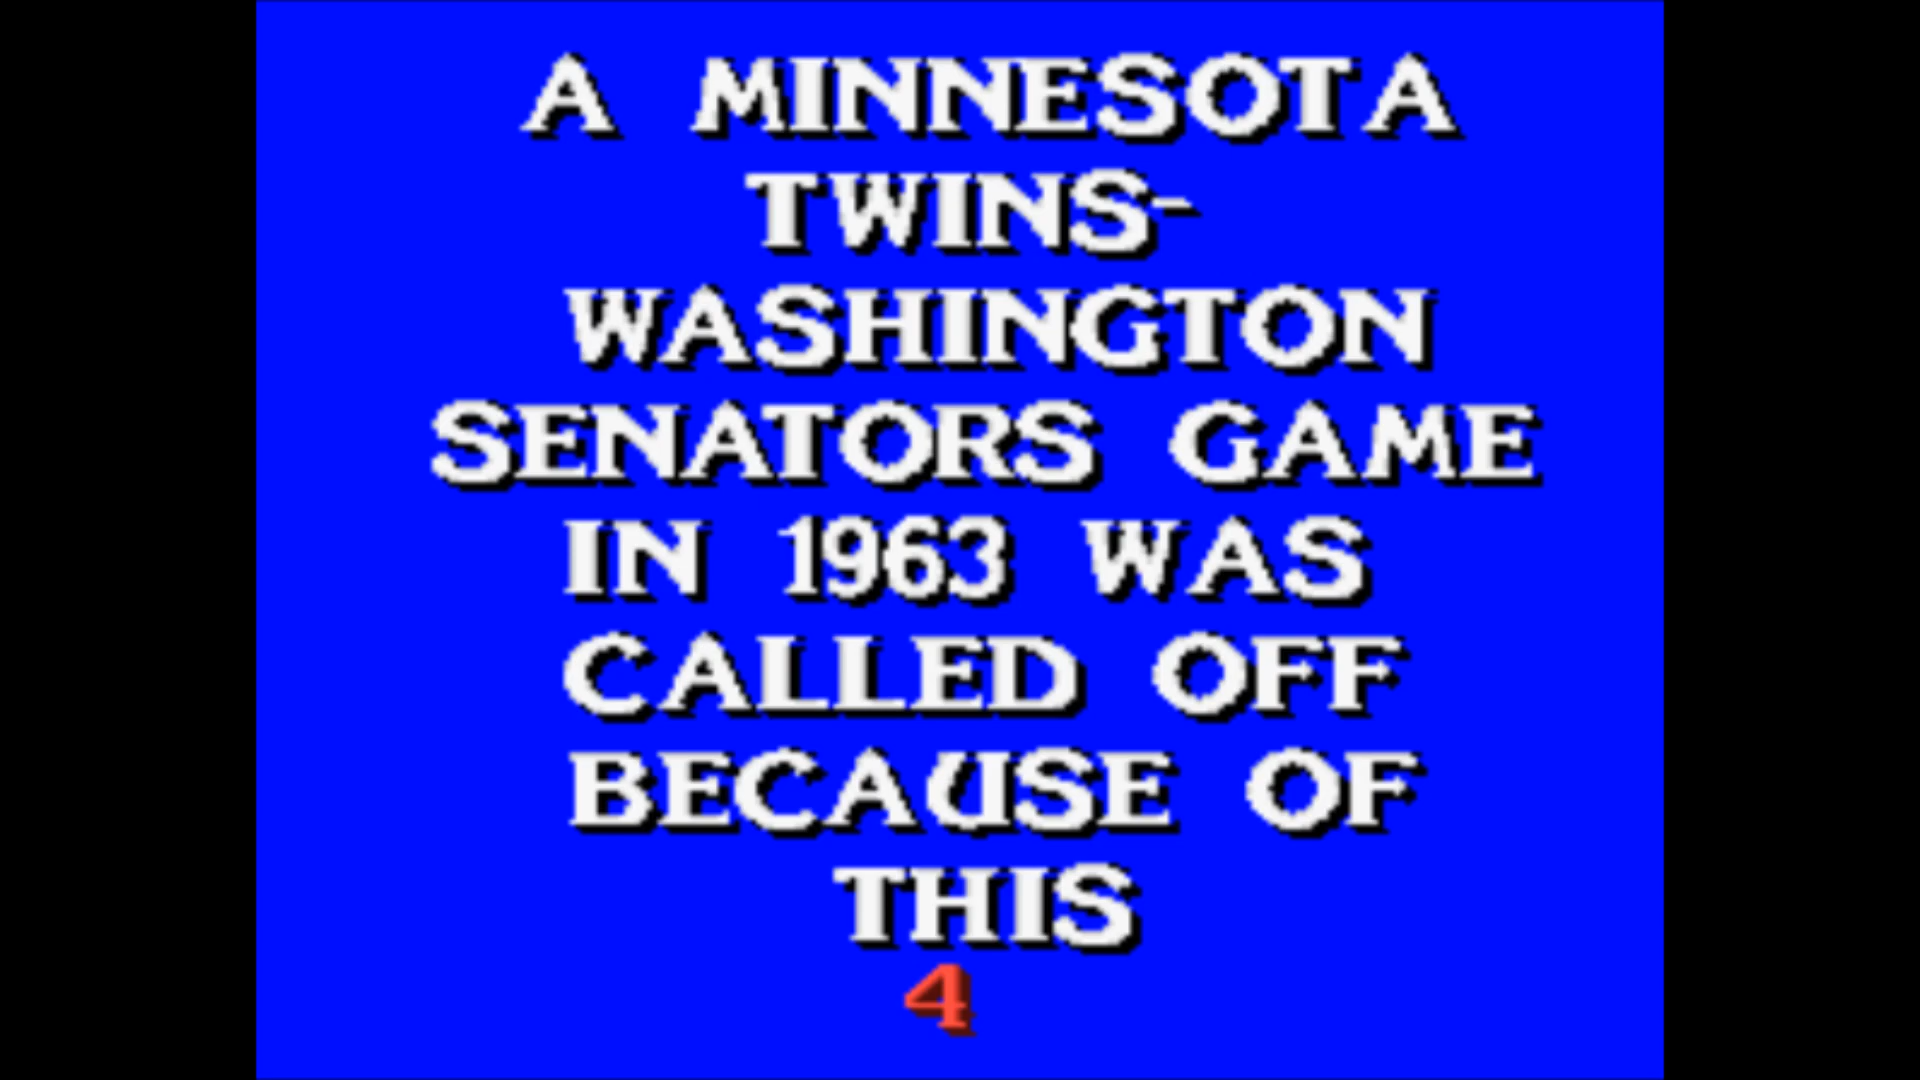 A MINNESOTA
TWINS-
WASHINGTON
SENATORS GAME
IN 1963 WAS
CALLED OFF
BECAUSE OF
THIS
4